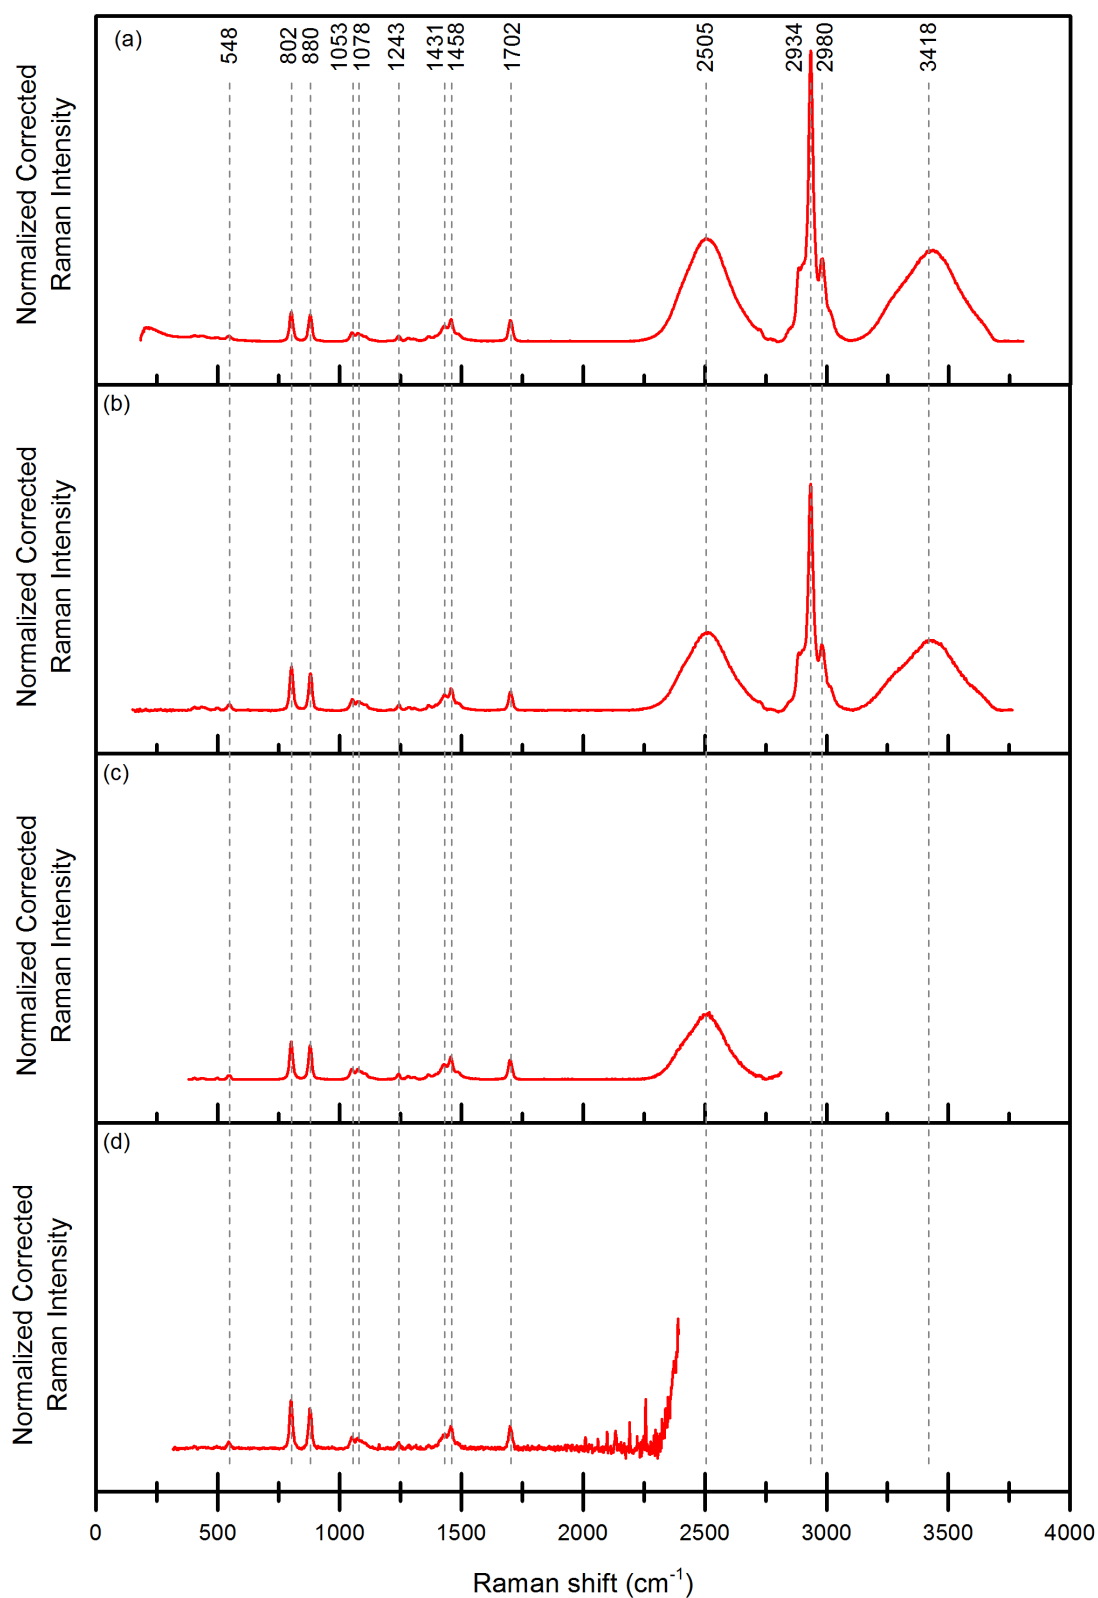 (a)
548
802
880
1053
1078
1243
1431
1458
1702
2505
2934
2980
3418
Normalized Corrected
Raman Intensity
(b)
Normalized Corrected
Raman Intensity
(c)
Normalized Corrected
Raman Intensity
(d)
Normalized Corrected
Raman Intensity
0 500 1000 1500 2000 2500 3000 3500 4000
Raman shift (cm⁻¹)